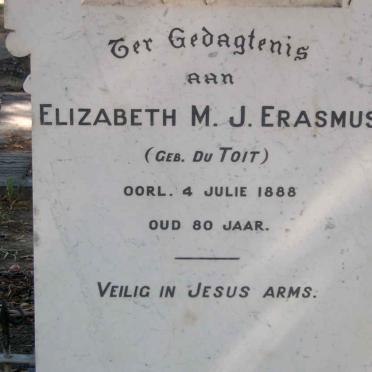 Ter Gedagtenis
AAN
ELIZABETH M. J. ERASMUS
(GEB. DU TOIT)
OORL. 4 JULIE 1888
OUD 80 JAAR.
VEILIG IN JESUS ARMS.